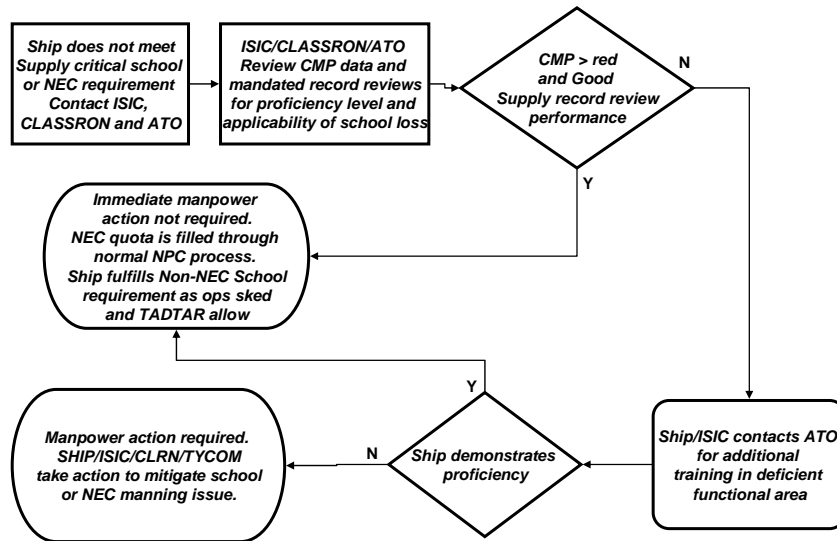 Ship does not meet
Supply critical school
or NEC requirement
Contact ISIC,
CLASSRON and ATO
ISIC/CLASSRON/ATO
Review CMP data and
mandated record reviews
for proficiency level and
applicability of school loss
CMP > red
and Good
Supply record review
performance
N
Y
Immediate manpower
action not required.
NEC quota is filled through
normal NPC process.
Ship fulfills Non-NEC School
requirement as ops sked
and TADTAR allow
Ship/ISIC contacts ATO
for additional
training in deficient
functional area
Ship demonstrates
proficiency
Y
N
Manpower action required.
SHIP/ISIC/CLRN/TYCOM
take action to mitigate school
or NEC manning issue.